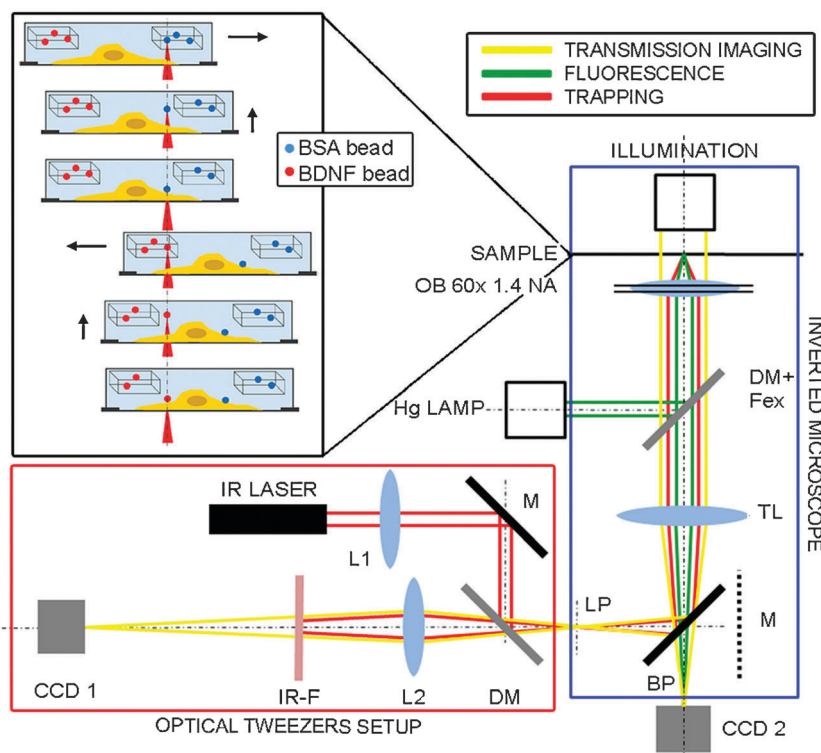 BSA bead
BDNF bead
TRANSMISSION IMAGING
FLUORESCENCE
TRAPPING
ILLUMINATION
SAMPLE
OB 60x 1.4 NA
DM+
Fex
Hg LAMP
INVERTED MICROSCOPE
TL
IR LASER
M
L1
LP
M
CCD 1
IR-F
L2
DM
BP
CCD 2
OPTICAL TWEEZERS SETUP